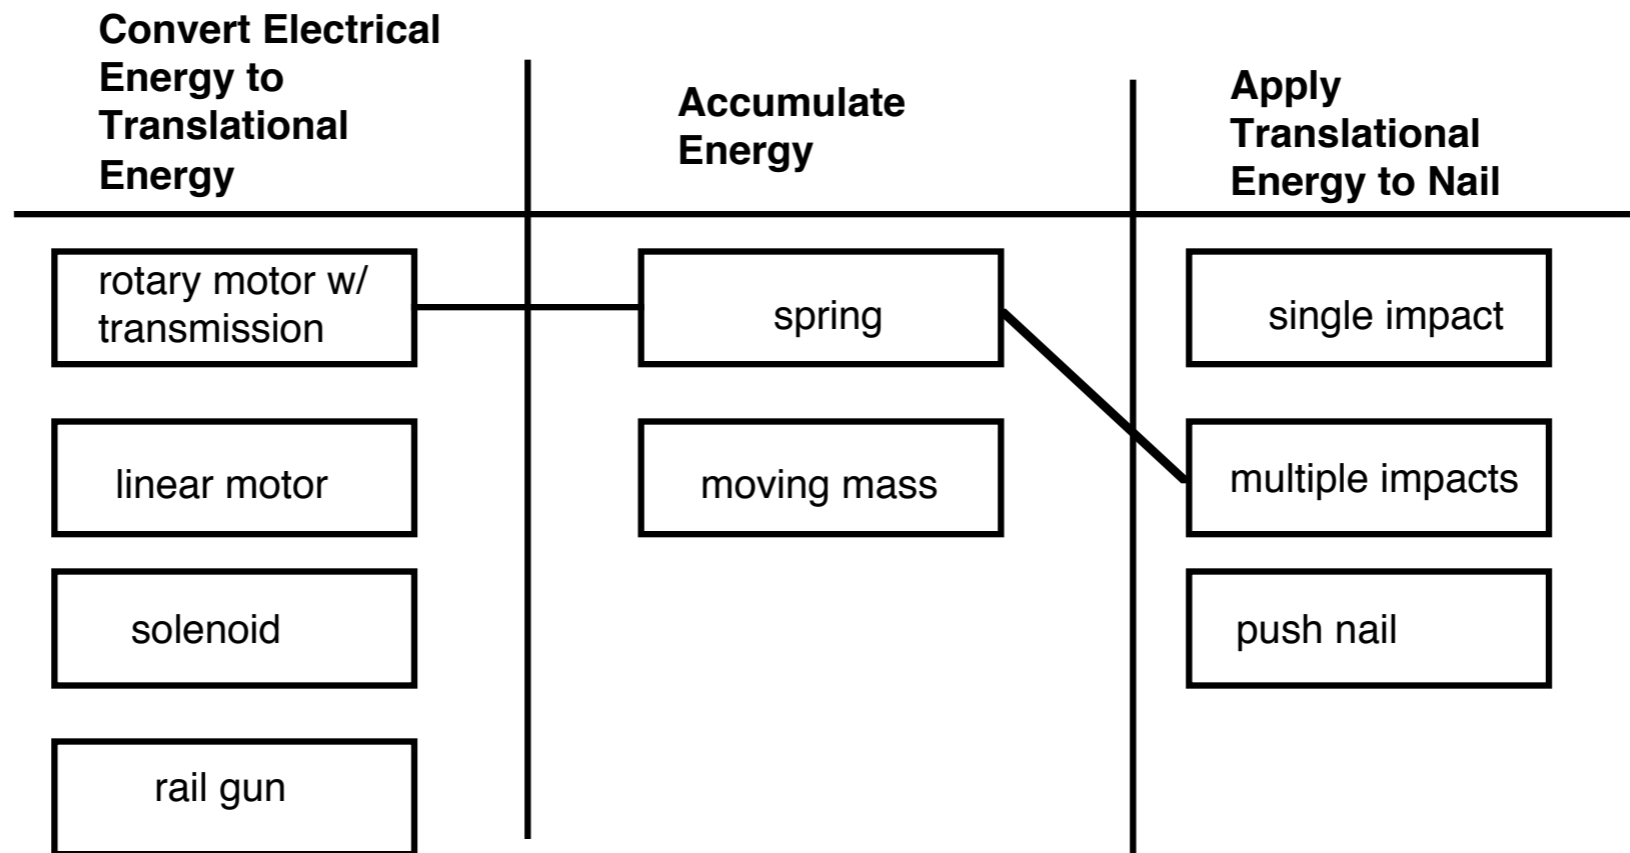 Convert Electrical
Energy to
Translational
Energy
Accumulate
Energy
Apply
Translational
Energy to Nail
rotary motor w/
transmission
spring
single impact
linear motor
moving mass
multiple impacts
solenoid
push nail
rail gun